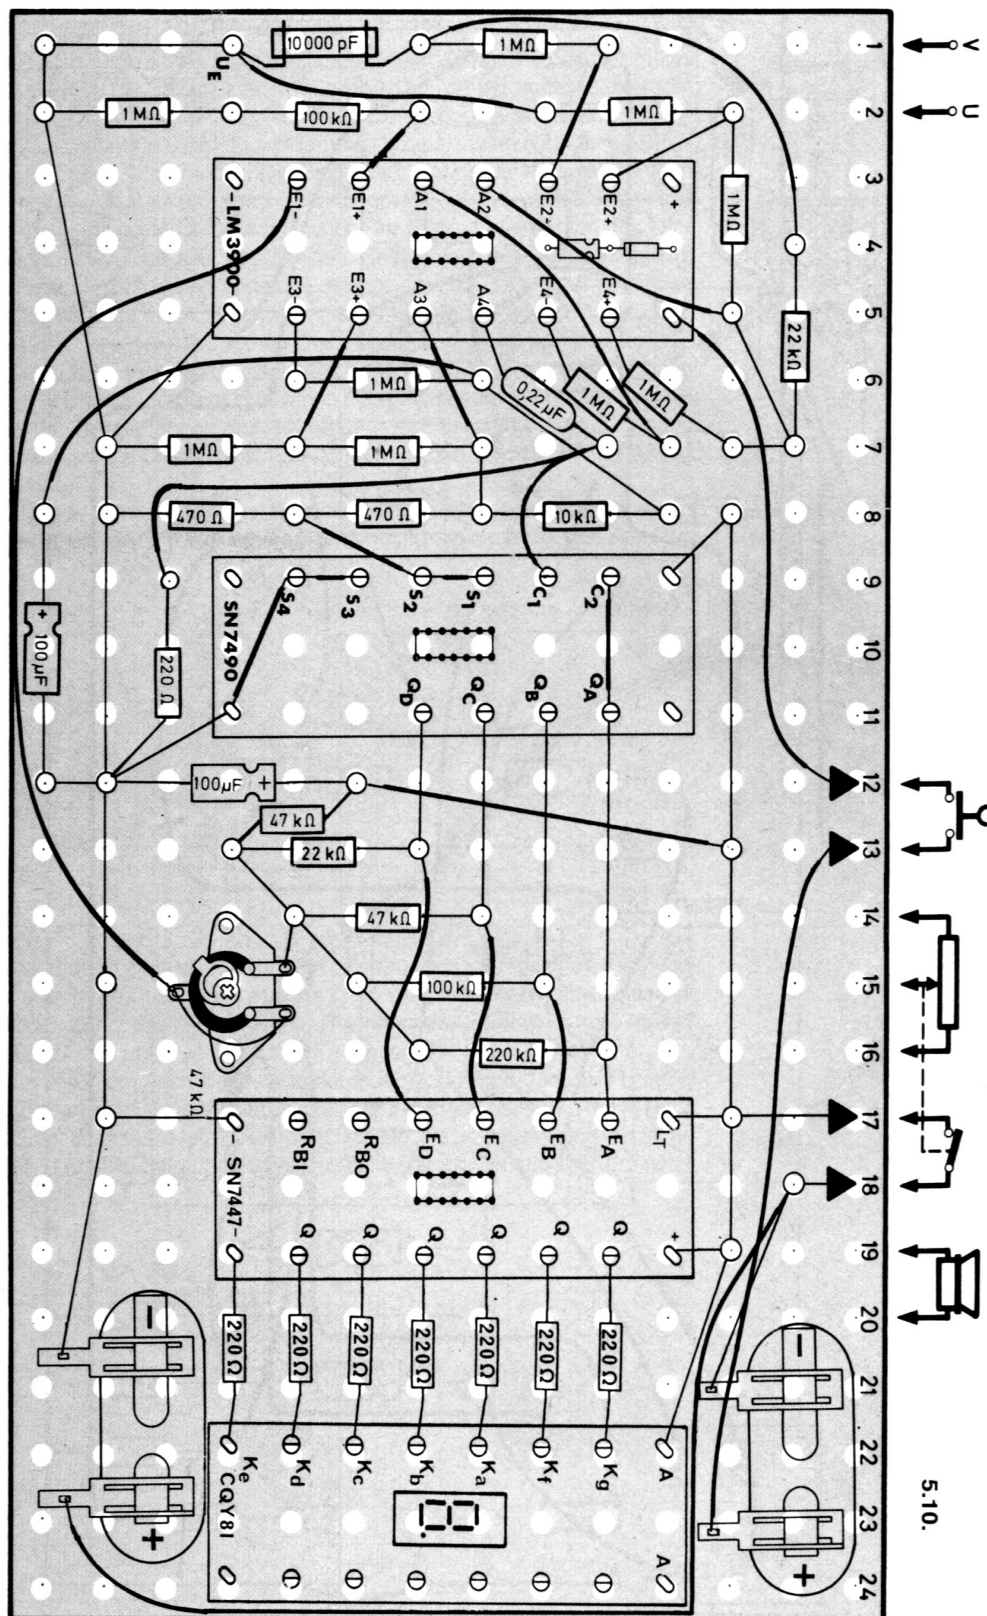 V
1
U
2
3
4
5
6
7
8
9
10
11
12
13
14
15
16
17
18
19
20
21
22
23
24
5.10.
10 000 pF
1 MΩ
U_E
1 MΩ
100 kΩ
1 MΩ
1 MΩ
-LM3900-
E1-
E1+
A1
A2
E2-
E2+
+
E3-
E3+
A3
A4
E4-
E4+
22 kΩ
1 MΩ
0,22 µF
1 MΩ
1 MΩ
1 MΩ
1 MΩ
470 Ω
470 Ω
10 kΩ
SN7490
S4
S3
S2
S1
C1
C2
Q_D
Q_C
Q_B
Q_A
+ 100 µF
220 Ω
100µF +
47 kΩ
22 kΩ
47 kΩ
100 kΩ
220 kΩ
47 kΩ
- SN7447-
R_BI
R_BO
E_D
E_C
E_B
E_A
L_T
Q
Q
Q
Q
Q
Q
+
220 Ω
220 Ω
220 Ω
220 Ω
220 Ω
220 Ω
220 Ω
- +
- +
K_e
K_d
K_c
K_b
K_a
K_f
K_g
A
CQY81
A